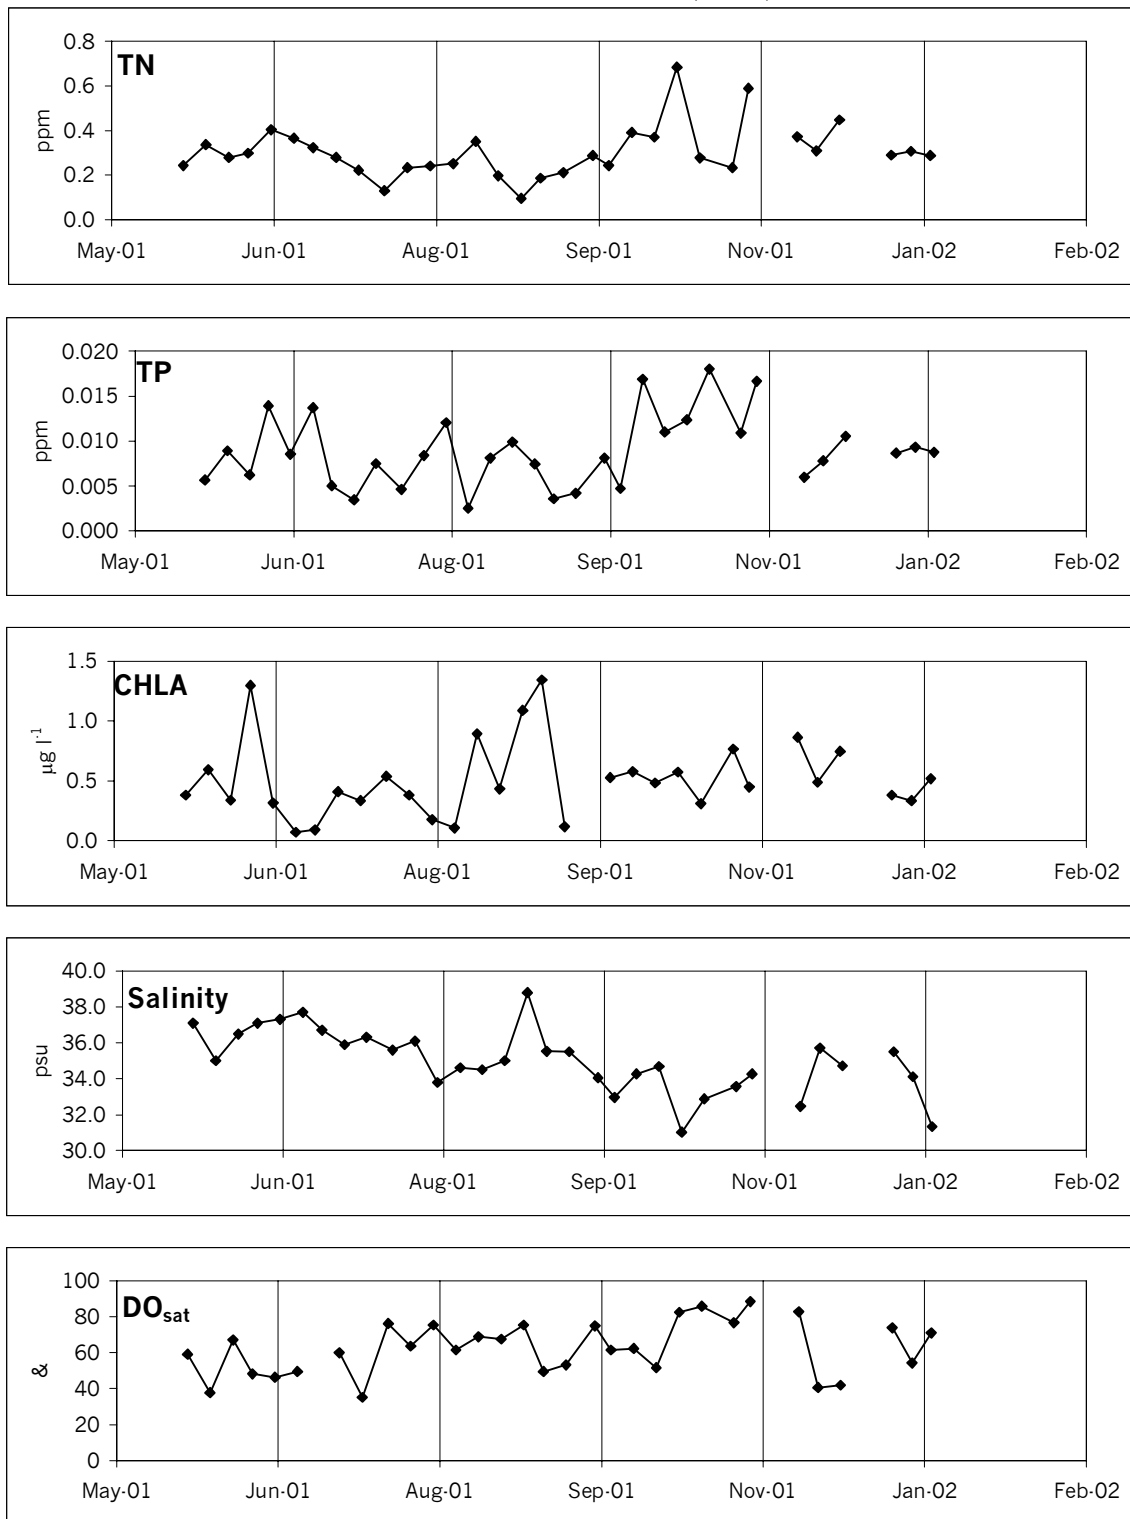 TN
ppm
0.8
0.6
0.4
0.2
0.0
May-01 Jun-01 Aug-01 Sep-01 Nov-01 Jan-02 Feb-02
TP
ppm
0.020
0.015
0.010
0.005
0.000
May-01 Jun-01 Aug-01 Sep-01 Nov-01 Jan-02 Feb-02
CHLA
µg l-1
1.5
1.0
0.5
0.0
May-01 Jun-01 Aug-01 Sep-01 Nov-01 Jan-02 Feb-02
Salinity
psu
40.0
38.0
36.0
34.0
32.0
30.0
May-01 Jun-01 Aug-01 Sep-01 Nov-01 Jan-02 Feb-02
DOsat
&
100
80
60
40
20
0
May-01 Jun-01 Aug-01 Sep-01 Nov-01 Jan-02 Feb-02